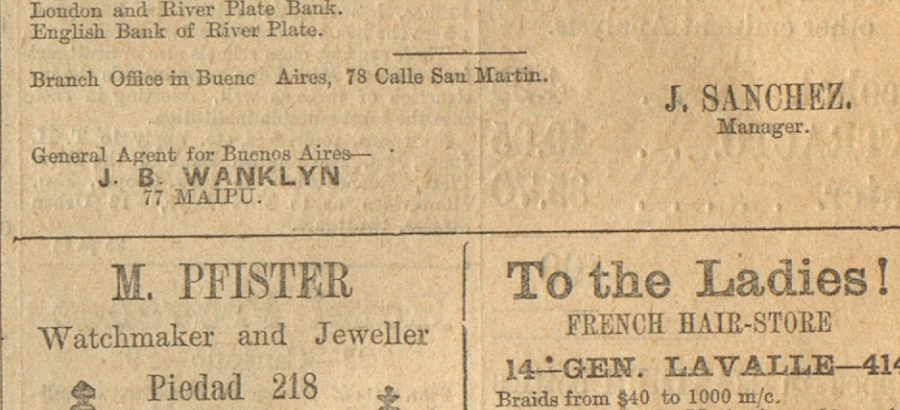 London and River Plate Bank.
English Bank of River Plate.
Branch Office in Buenc Aires, 78 Calle San Martin.
J. SANCHEZ.
Manager.
General Agent for Buenos Aires—
J. B. WANKLYN
77 MAIPU.
M. PFISTER
Watchmaker and Jeweller
Piedad 218
To the Ladies!
FRENCH HAIR-STORE
14—GEN. LAVALLE—414
Braids from $40 to 1000 m/c.